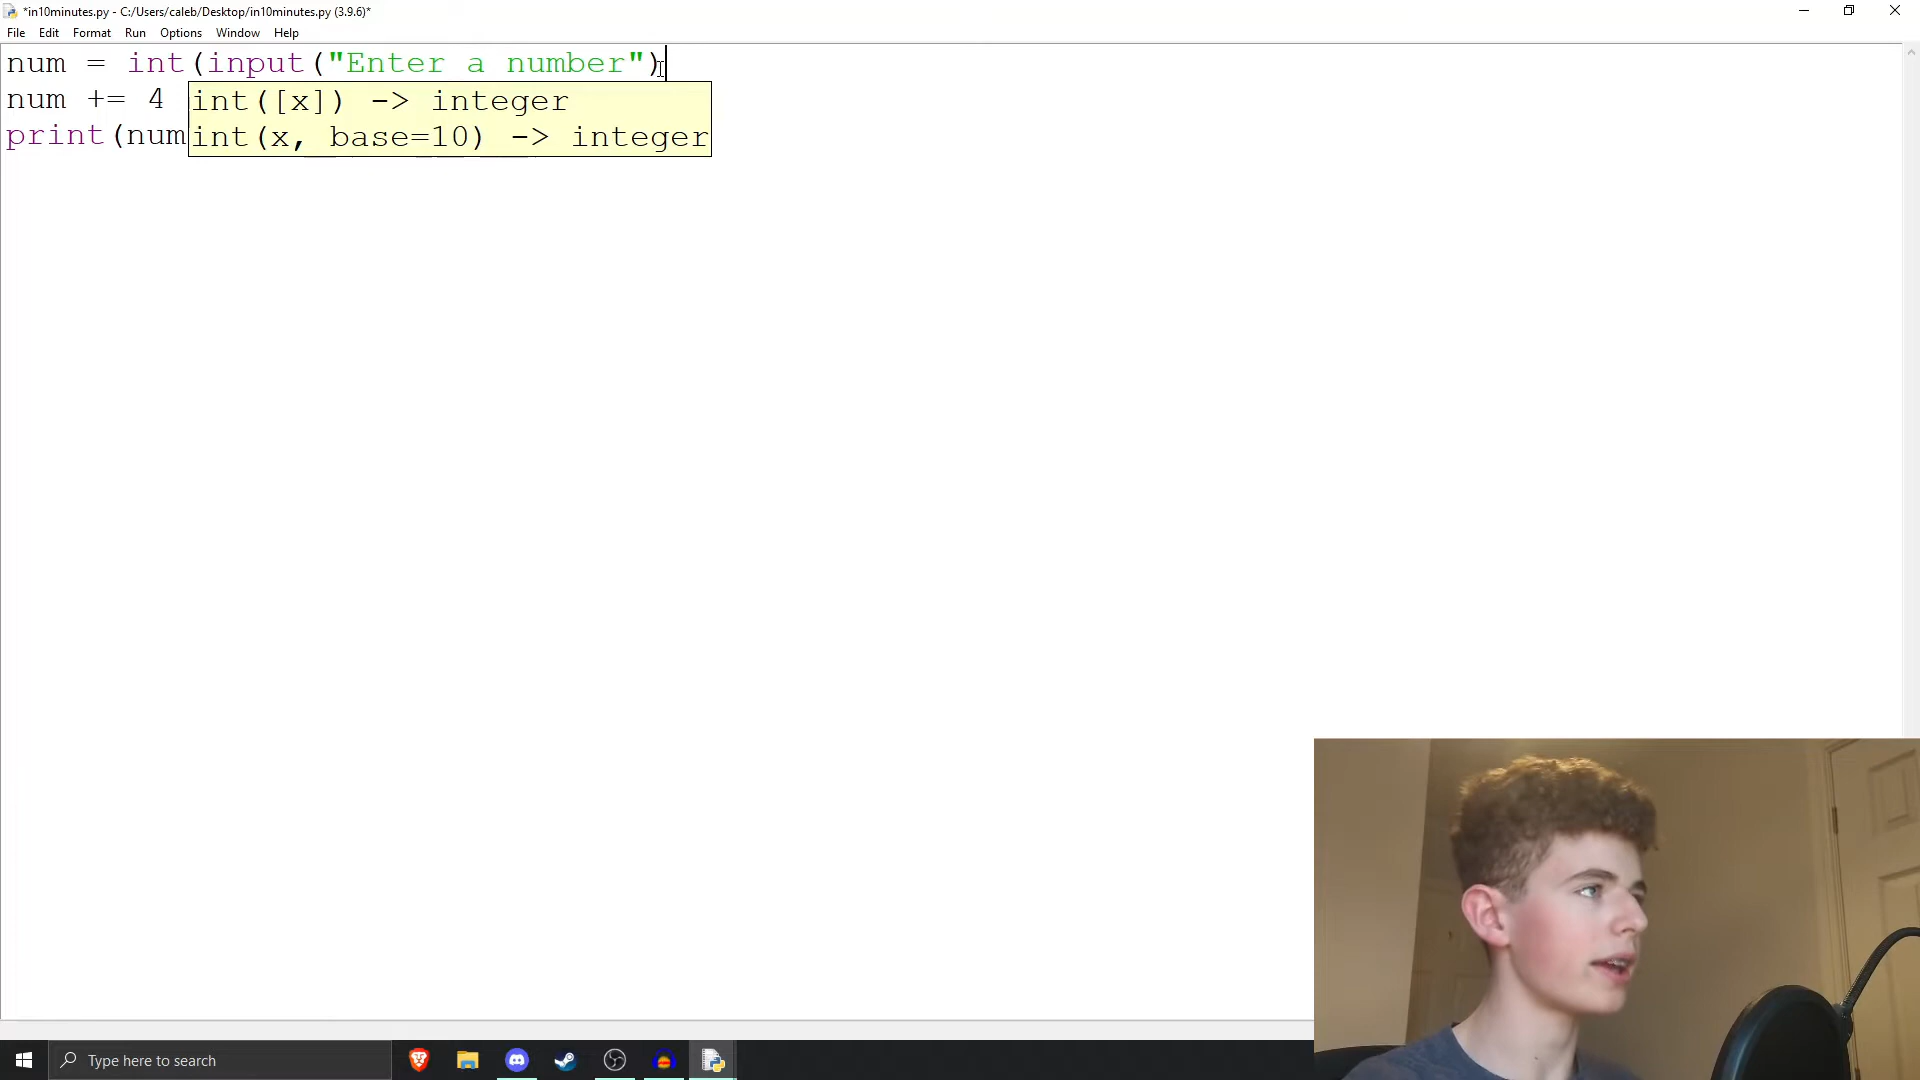 *in10minutes.py - C:/Users/caleb/Desktop/in10minutes.py (3.9.6)*
File Edit Format Run Options Window Help
num = int(input("Enter a number")
num += 4
int([x]) -> integer
print(num
int(x, base=10) -> integer
Type here to search